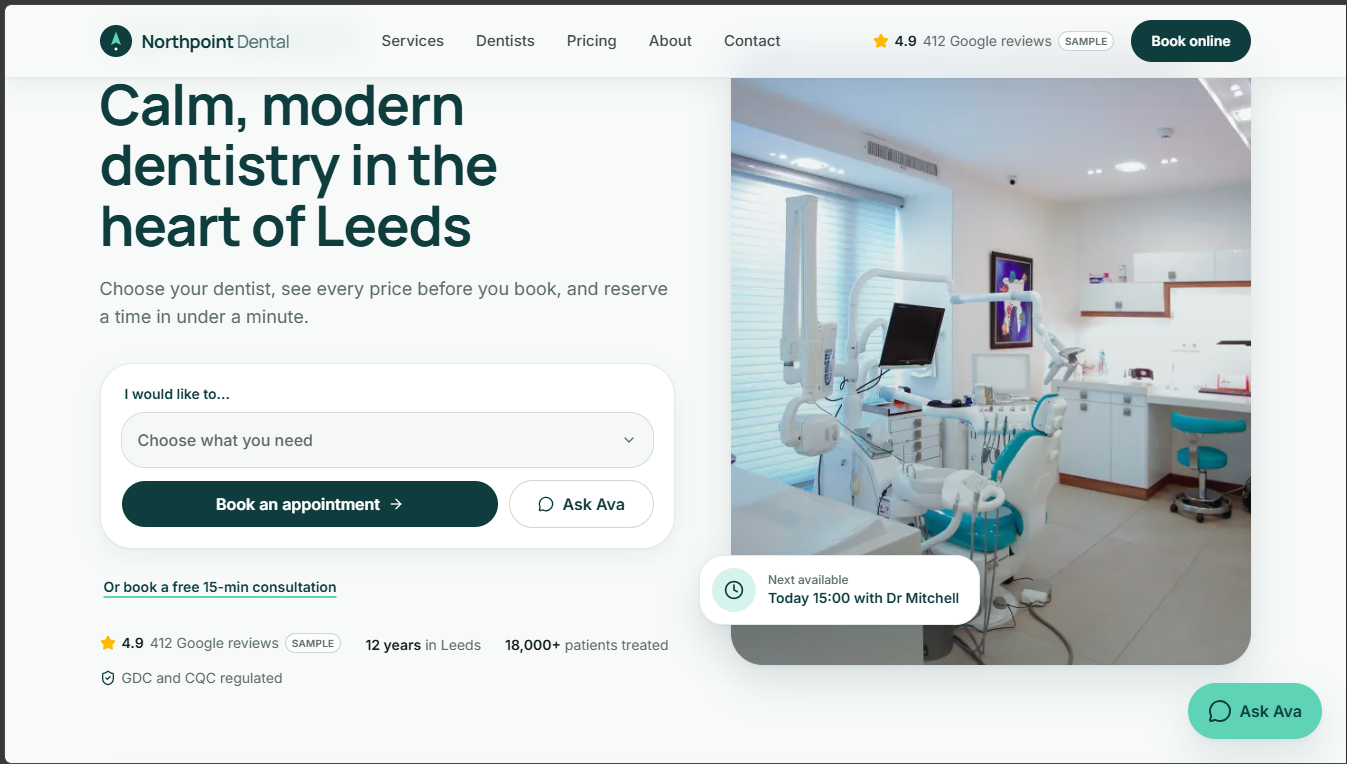 Northpoint Dental
Services
Dentists
Pricing
About
Contact
4.9 412 Google reviews SAMPLE
Book online
Calm, modern
dentistry in the
heart of Leeds
Choose your dentist, see every price before you book, and reserve
a time in under a minute.
I would like to...
Choose what you need
Book an appointment →
Ask Ava
Or book a free 15-min consultation
4.9 412 Google reviews SAMPLE
12 years in Leeds
18,000+ patients treated
GDC and CQC regulated
Next available
Today 15:00 with Dr Mitchell
Ask Ava